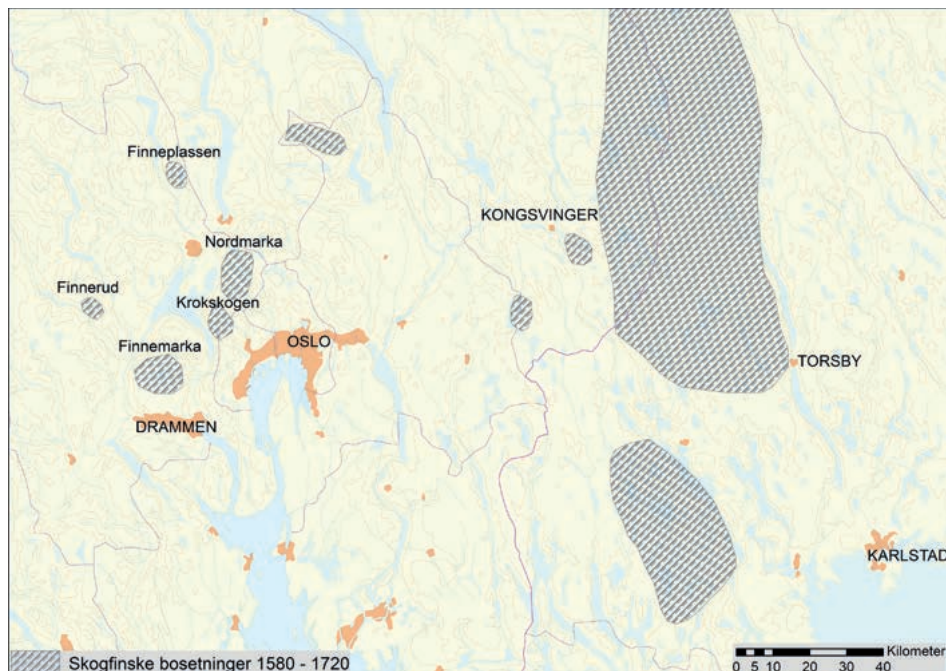 Finneplassen
KONGSVINGER
Nordmarka
Finnerud
Krokskogen
OSLO
Finnemarka
TORSBY
DRAMMEN
KARLSTAD
Kilometer
0 5 10 20 30 40
Skogfinske bosetninger 1580 - 1720